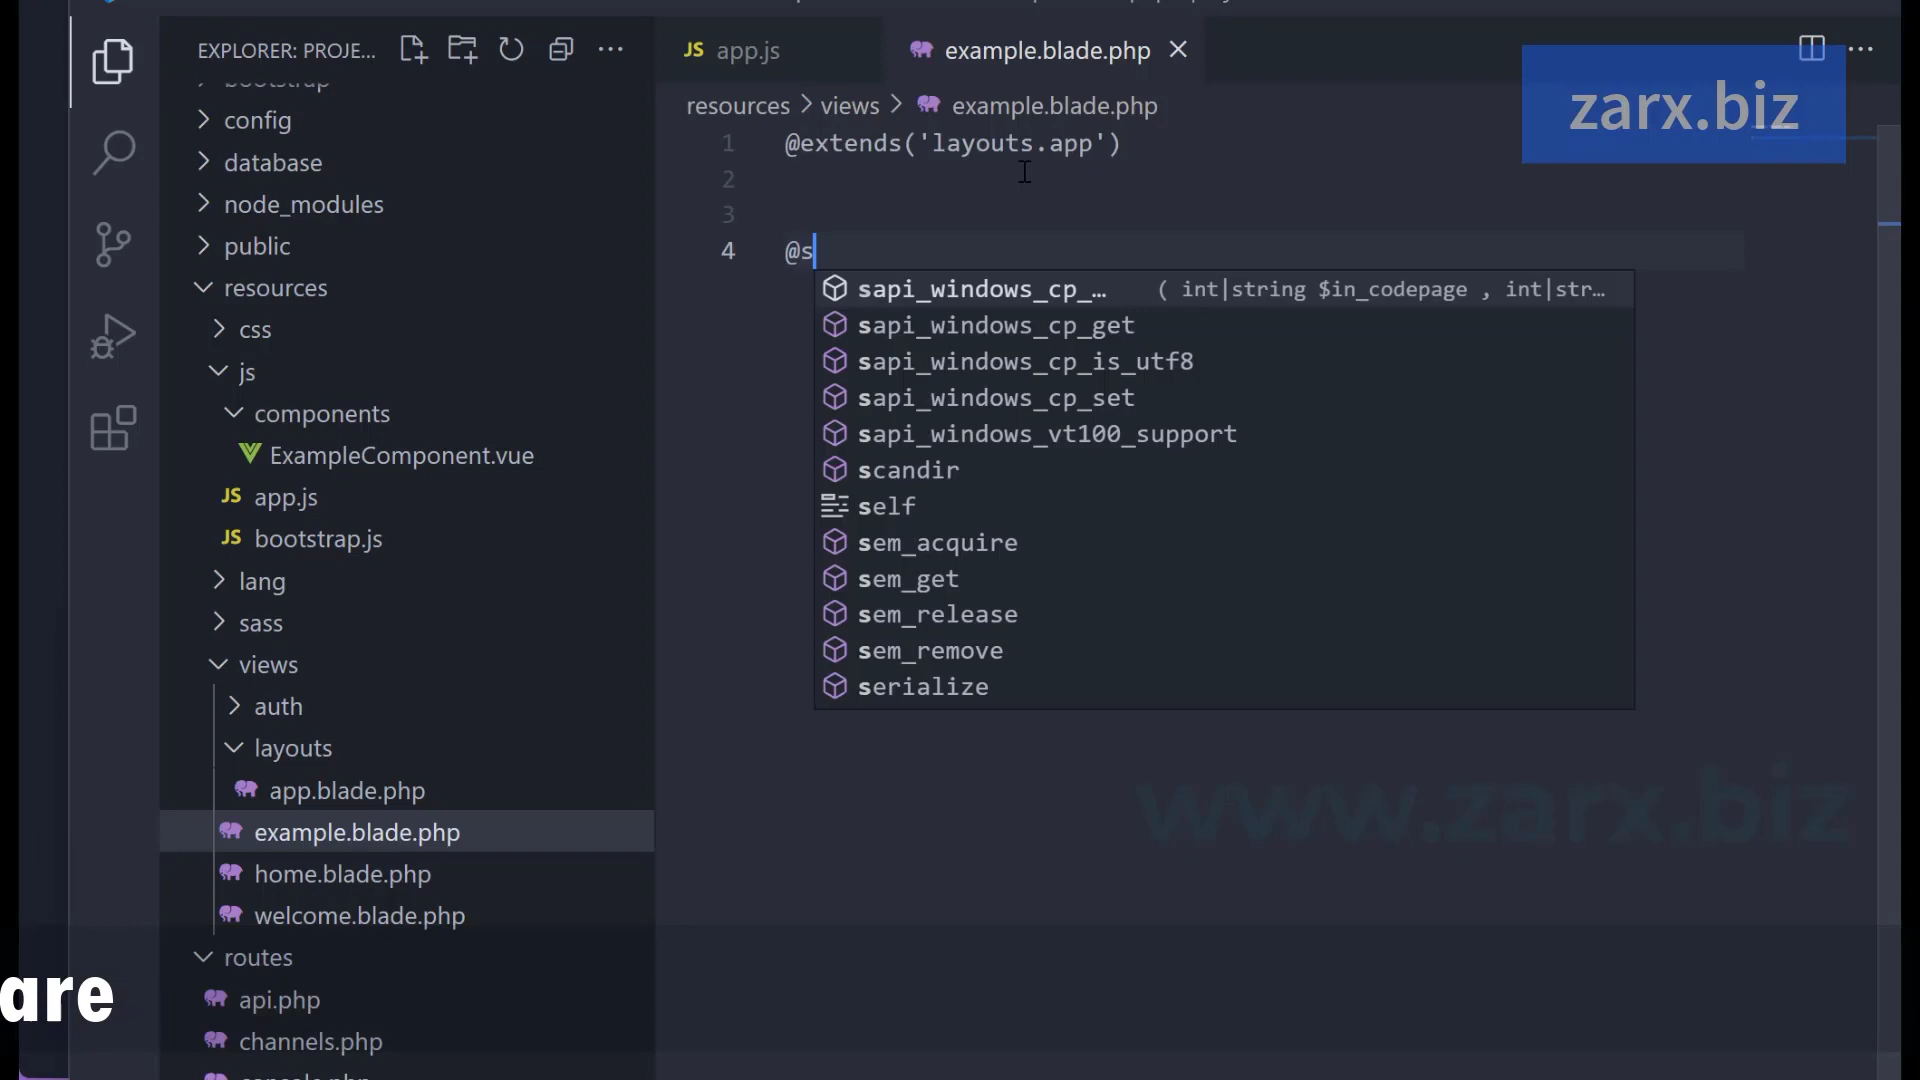 EXPLORER: PROJE...
config
database
node_modules
public
resources
css
js
components
ExampleComponent.vue
JS app.js
JS bootstrap.js
lang
sass
views
auth
layouts
app.blade.php
example.blade.php
home.blade.php
welcome.blade.php
routes
api.php
channels.php
are
JS app.js
example.blade.php
resources > views > example.blade.php
1 @extends('layouts.app')
2
3
4 @s
sapi_windows_cp_... ( int|string $in_codepage , int|str...
sapi_windows_cp_get
sapi_windows_cp_is_utf8
sapi_windows_cp_set
sapi_windows_vt100_support
scandir
self
sem_acquire
sem_get
sem_release
sem_remove
serialize
zarx.biz
www.zarx.biz